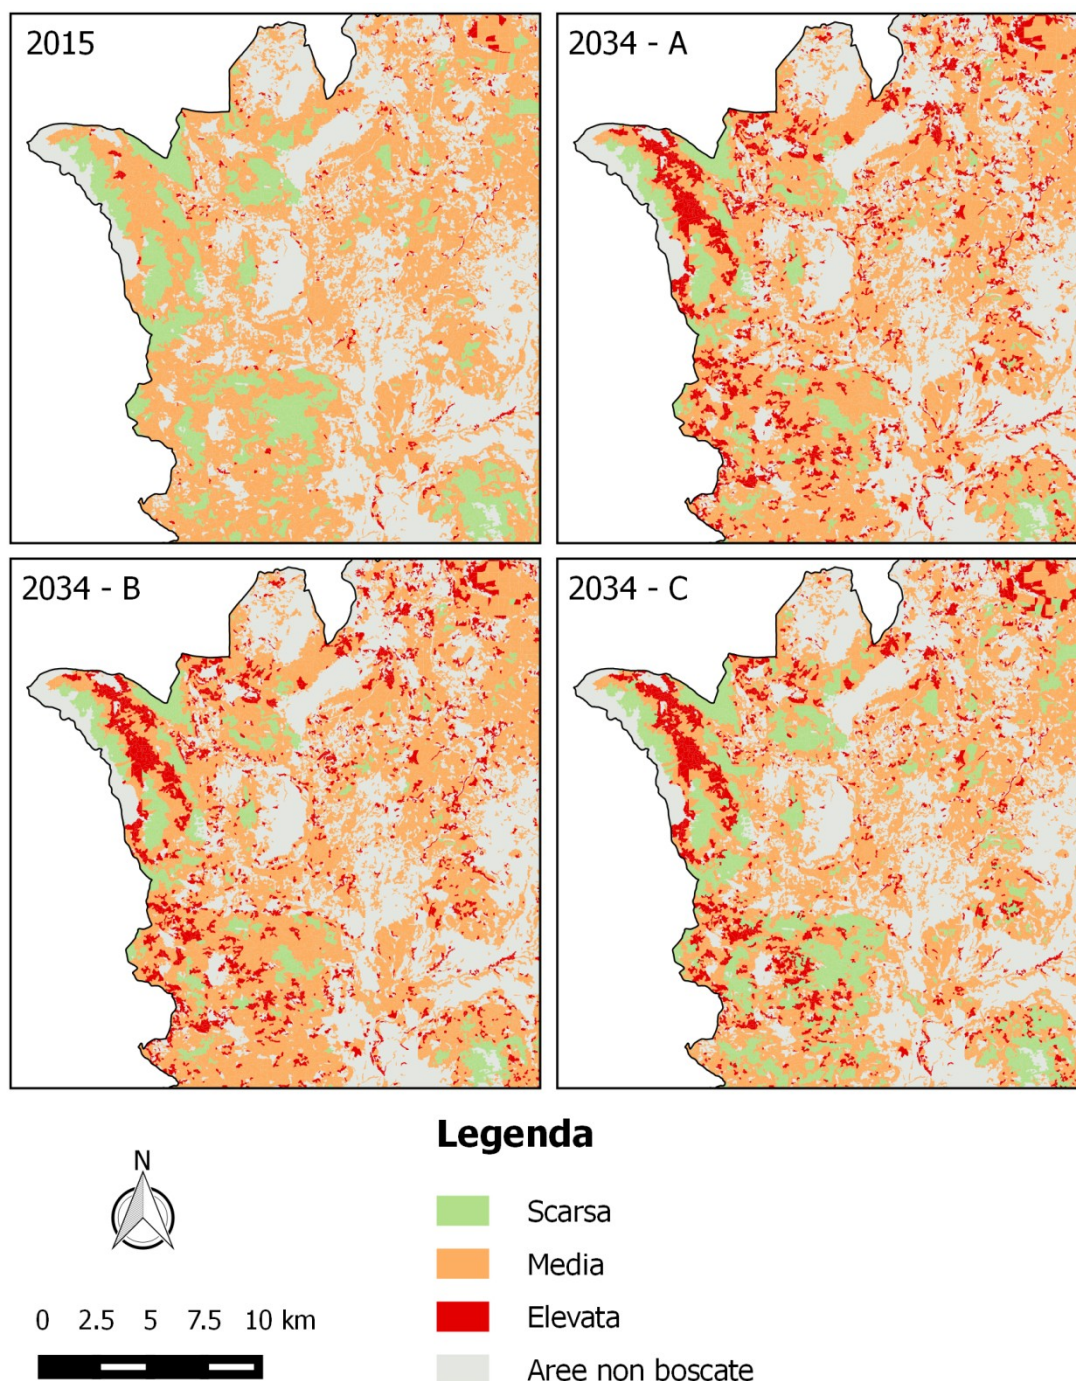 2015
2034 - A
2034 - B
2034 - C
Legenda
N
Scarsa
Media
Elevata
Aree non boscate
0 2.5 5 7.5 10 km